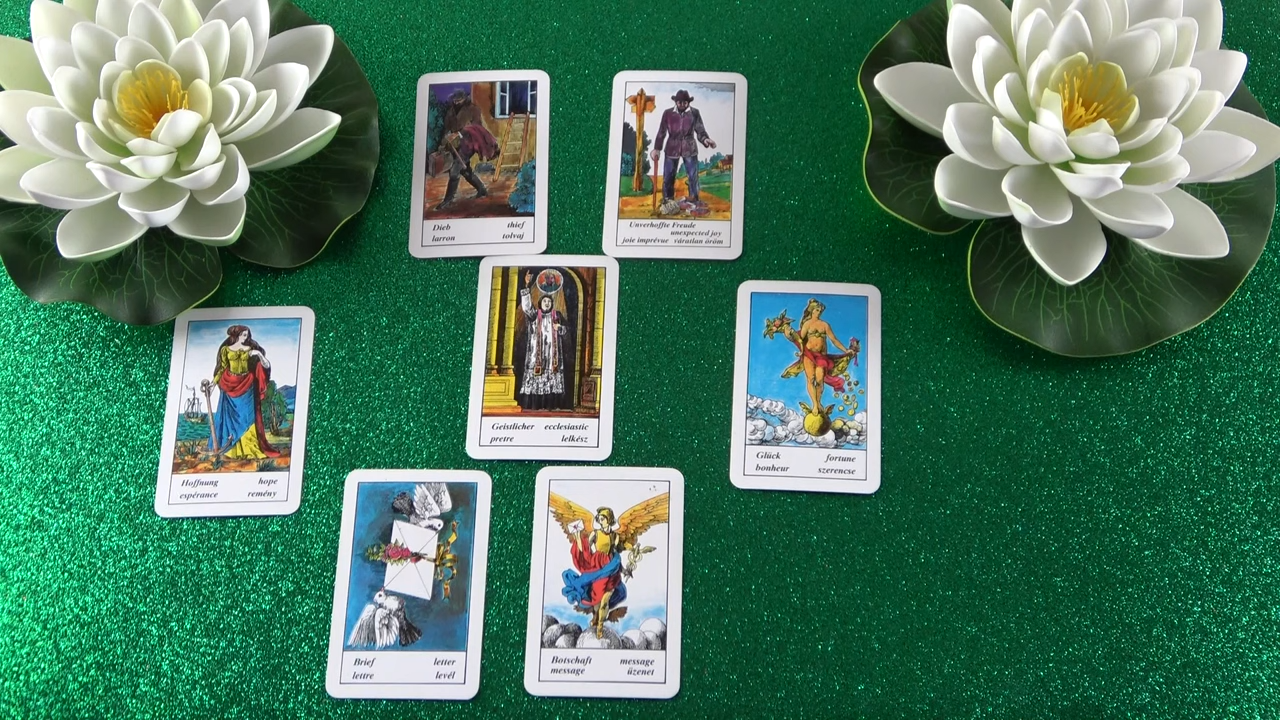 Dieb thief
larron tolvaj
Unverhoffte Freude
unexpected joy
joie imprévue váratlan öröm
Geistlicher ecclesiastic
pretre lelkész
Glück fortune
bonheur szerencse
Hoffnung hope
espérance remény
Brief letter
lettre levél
Botschaft message
message üzenet